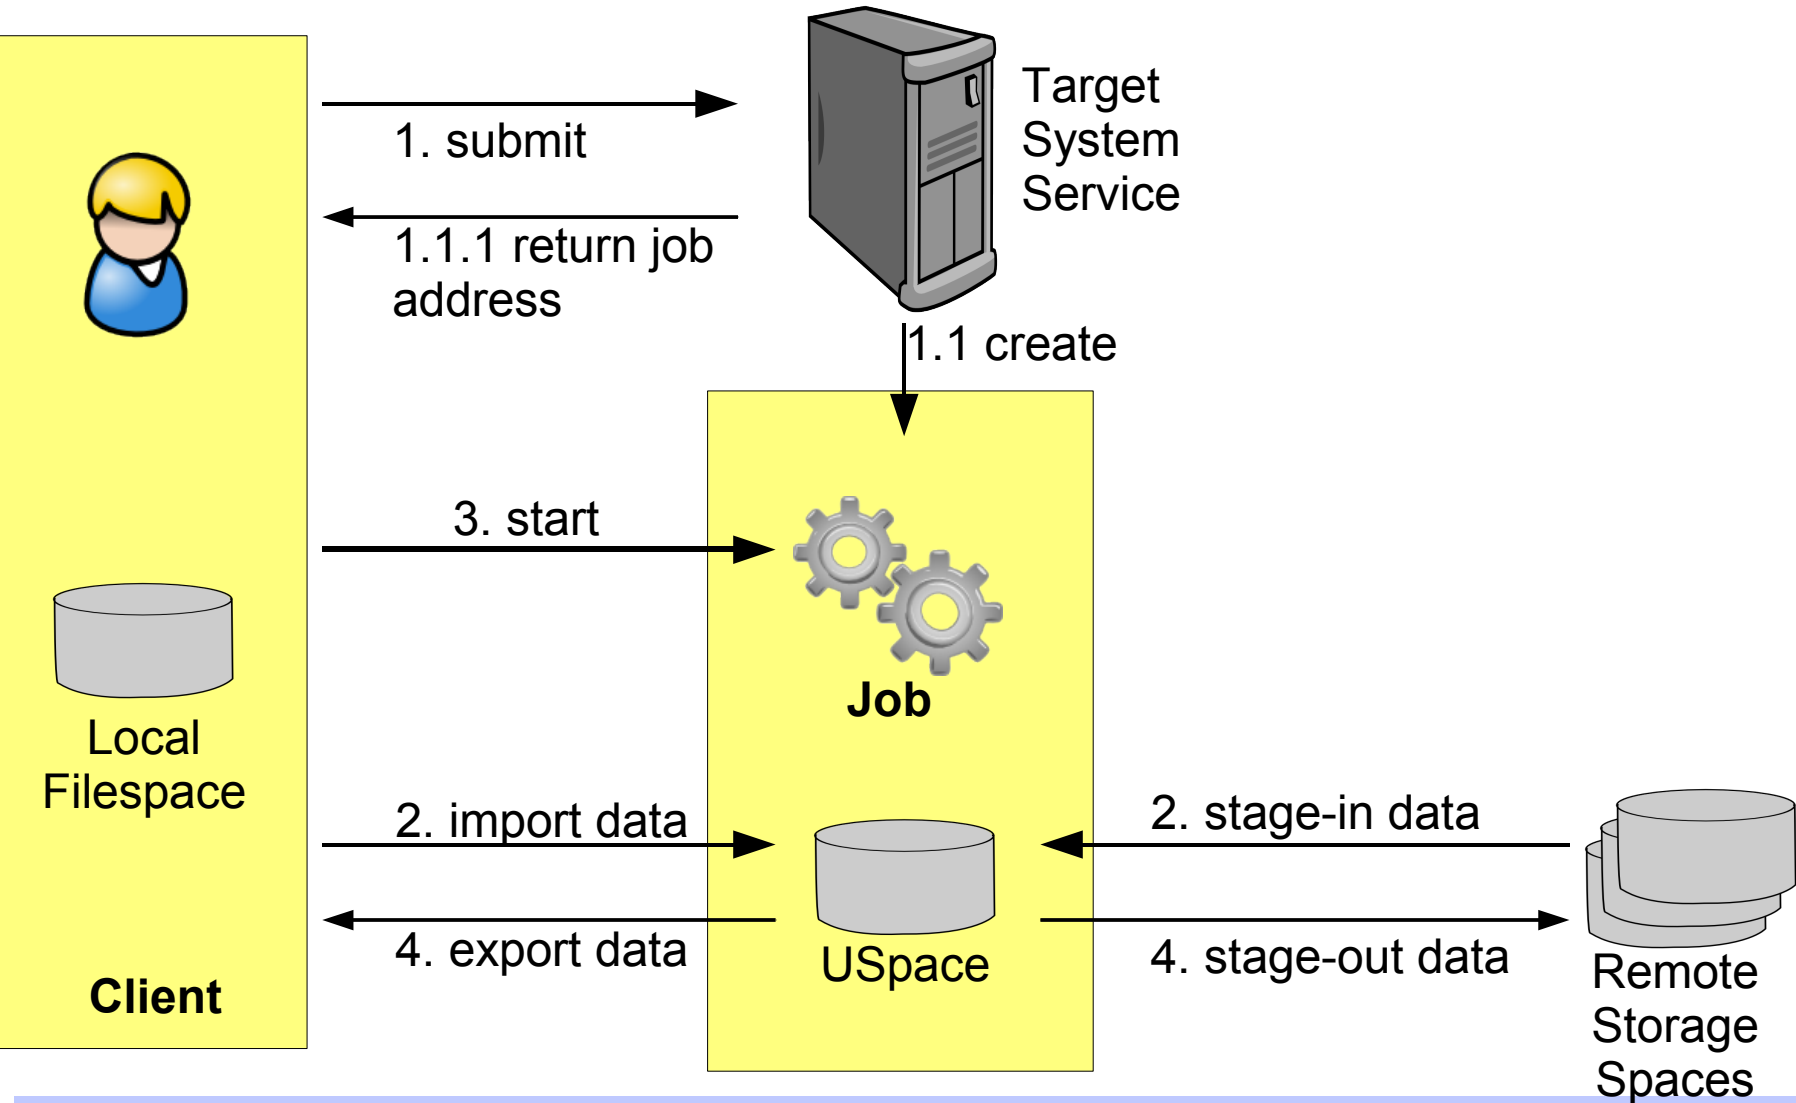 Target
System
Service
1. submit
1.1.1 return job
address
1.1 create
3. start
Job
Local
Filespace
2. import data
2. stage-in data
4. export data
USpace
4. stage-out data
Client
Remote
Storage
Spaces